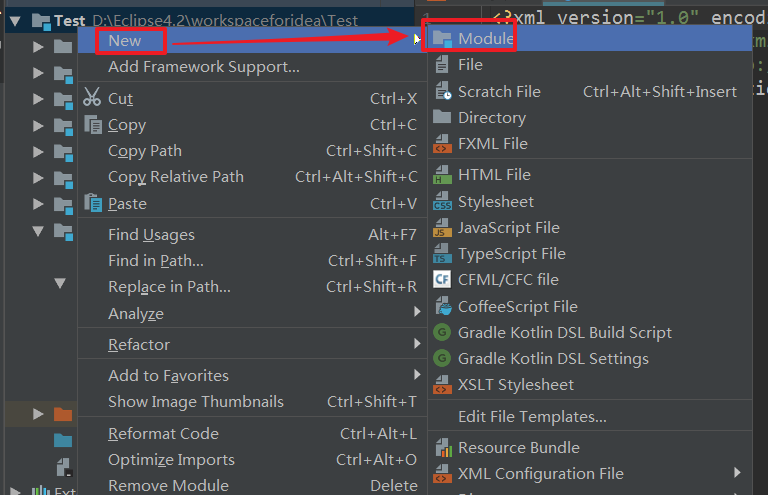 Test D:\Eclipse4.2\workspaceforidea\Test
<?xml version="1.0" encod
New
Module
Add Framework Support...
File
Cut Ctrl+X
Scratch File Ctrl+Alt+Shift+Insert
Copy Ctrl+C
Directory
Copy Path Ctrl+Shift+C
FXML File
Copy Relative Path Ctrl+Alt+Shift+C
HTML File
Paste Ctrl+V
Stylesheet
Find Usages Alt+F7
JavaScript File
Find in Path... Ctrl+Shift+F
TypeScript File
Replace in Path... Ctrl+Shift+R
CFML/CFC file
Analyze
CoffeeScript File
Refactor
Gradle Kotlin DSL Build Script
Add to Favorites
Gradle Kotlin DSL Settings
Show Image Thumbnails Ctrl+Shift+T
XSLT Stylesheet
Reformat Code Ctrl+Alt+L
Edit File Templates...
Optimize Imports Ctrl+Alt+O
Resource Bundle
Remove Module Delete
XML Configuration File